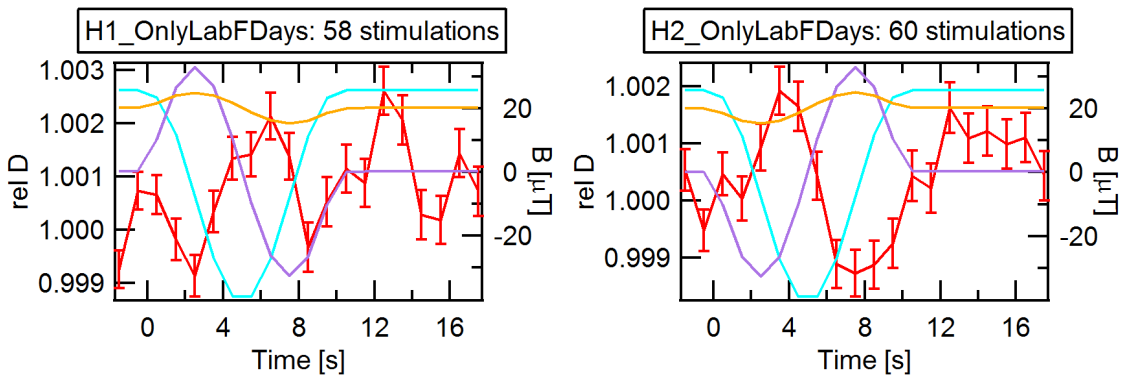 H1_OnlyLabFDays: 58 stimulations
rel D
1.003
1.002
1.001
1.000
0.999
20
0
-20
B [µT]
0 4 8 12 16
Time [s]
H2_OnlyLabFDays: 60 stimulations
rel D
1.002
1.001
1.000
0.999
20
0
-20
B [µT]
0 4 8 12 16
Time [s]